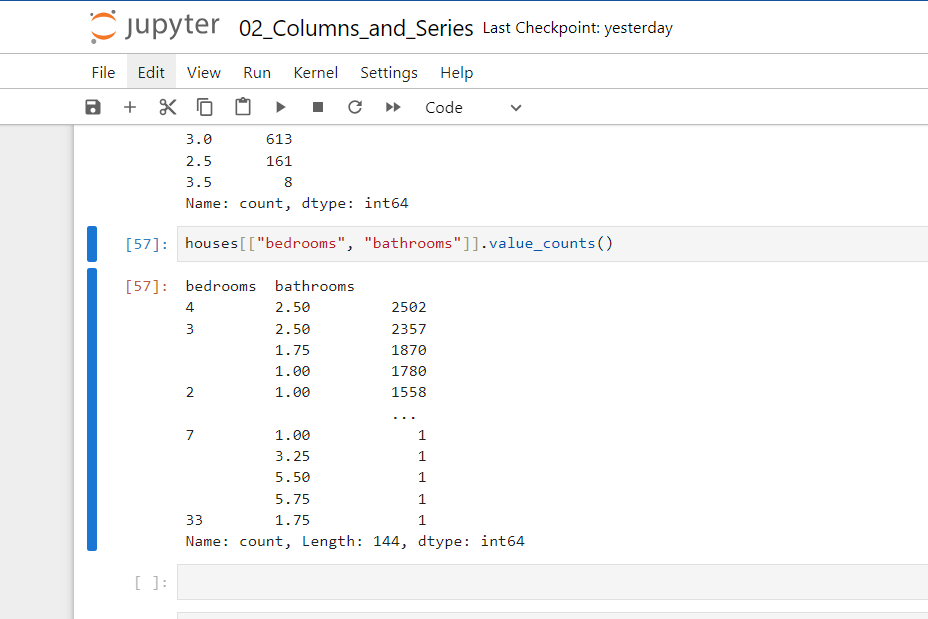 jupyter 02_Columns_and_Series Last Checkpoint: yesterday
File Edit View Run Kernel Settings Help
Code
3.0 613
2.5 161
3.5 8
Name: count, dtype: int64
[57]: houses[["bedrooms", "bathrooms"]].value_counts()
[57]: bedrooms bathrooms
4 2.50 2502
3 2.50 2357
1.75 1870
1.00 1780
2 1.00 1558
...
7 1.00 1
3.25 1
5.50 1
5.75 1
33 1.75 1
Name: count, Length: 144, dtype: int64
[ ]: